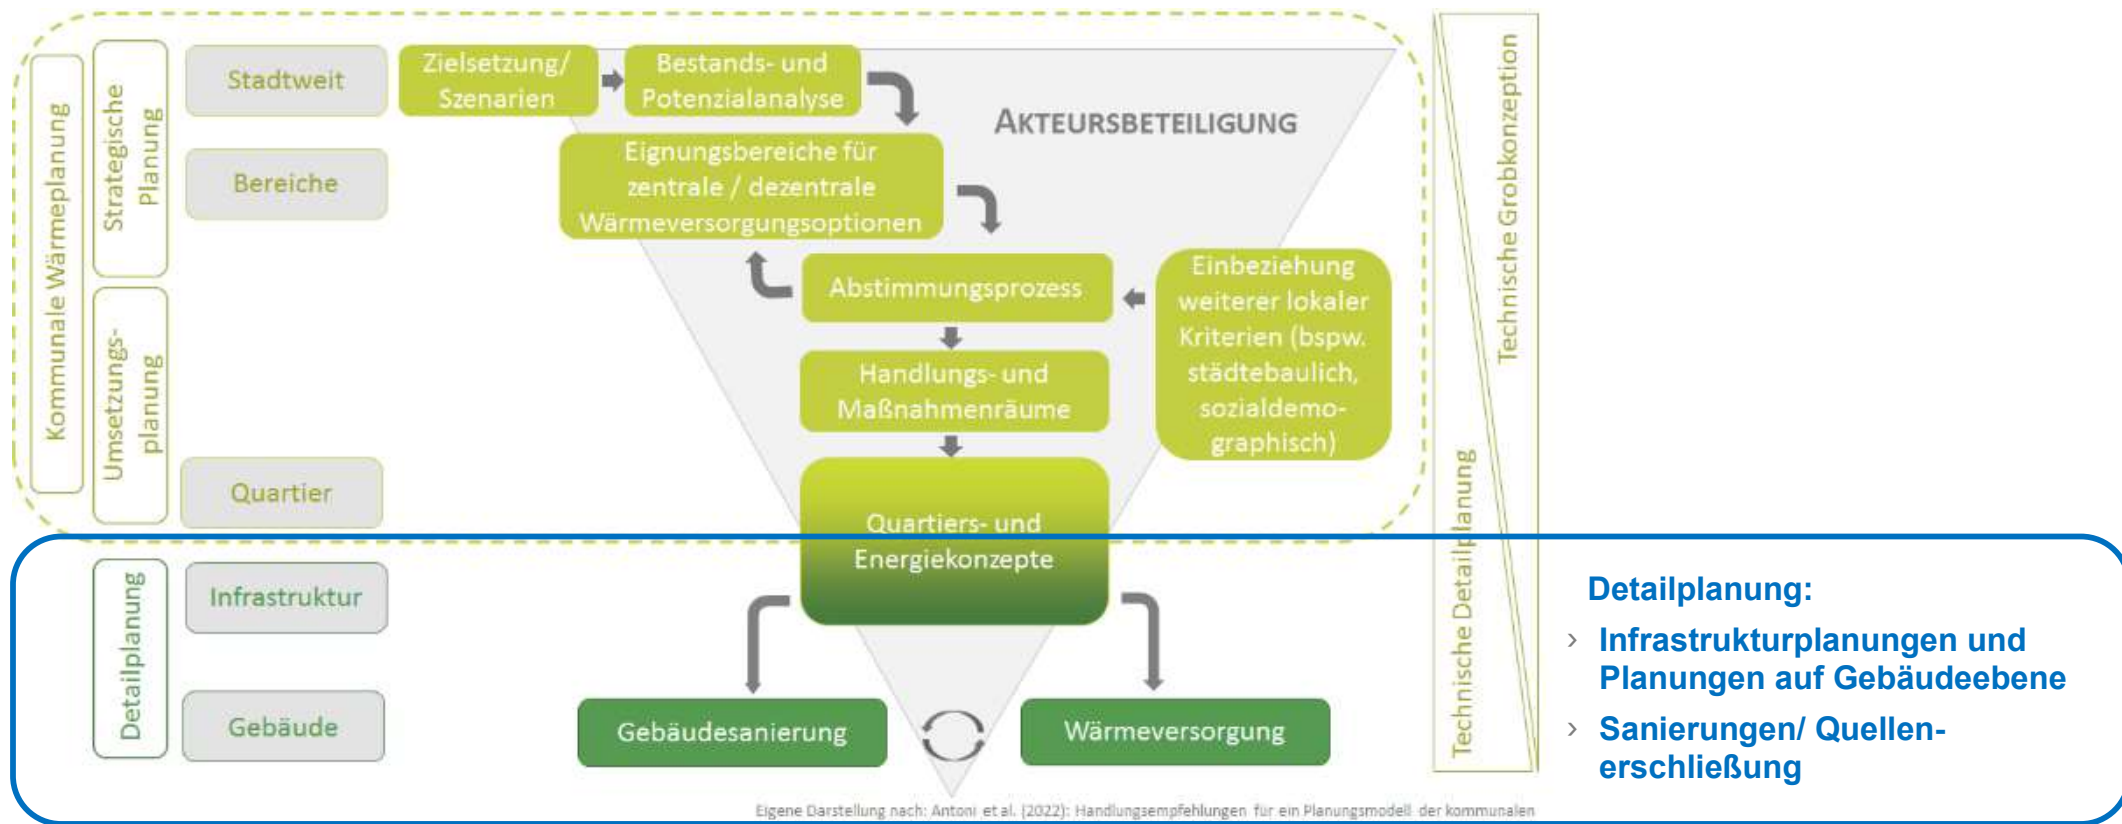 Kommunale Wärmeplanung
Strategische
Planung
Umsetzungs-
planung
Detailplanung
Stadtweit
Bereiche
Quartier
Infrastruktur
Gebäude
Zielsetzung/
Szenarien
Bestands- und
Potenzialanalyse
AKTEURSBETEILIGUNG
Eignungsbereiche für
zentrale / dezentrale
Wärmeversorgungsoptionen
Abstimmungsprozess
Einbeziehung
weiterer lokaler
Kriterien (bspw.
städtebaulich,
sozialdemo-
graphisch)
Handlungs- und
Maßnahmenräume
Quartiers- und
Energiekonzepte
Gebäudesanierung
Wärmeversorgung
Technische Grobkonzeption
Technische Detailplanung
Detailplanung:
› Infrastrukturplanungen und
Planungen auf Gebäudeebene
› Sanierungen/ Quellen-
erschließung
Eigene Darstellung nach: Antoni et al. (2022): Handlungsempfehlungen für ein Planungsmodell der kommunalen